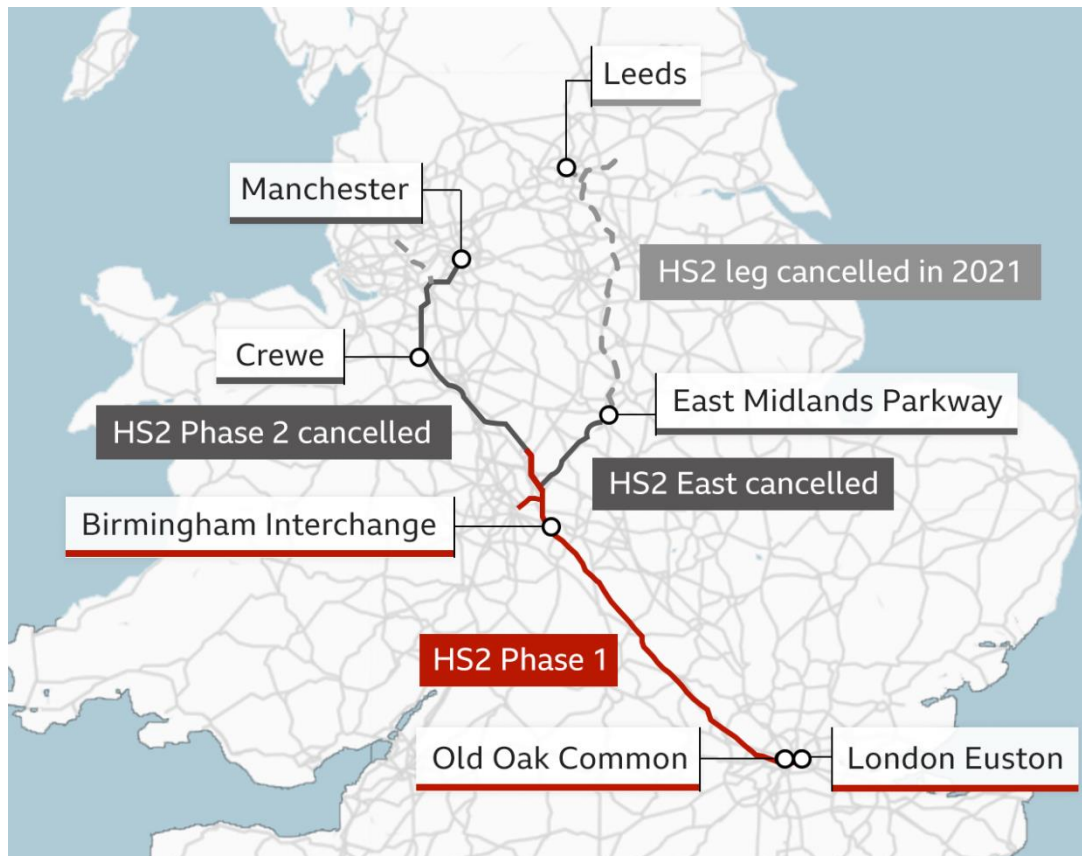 Leeds
Manchester
HS2 leg cancelled in 2021
Crewe
East Midlands Parkway
HS2 Phase 2 cancelled
HS2 East cancelled
Birmingham Interchange
HS2 Phase 1
Old Oak Common
London Euston